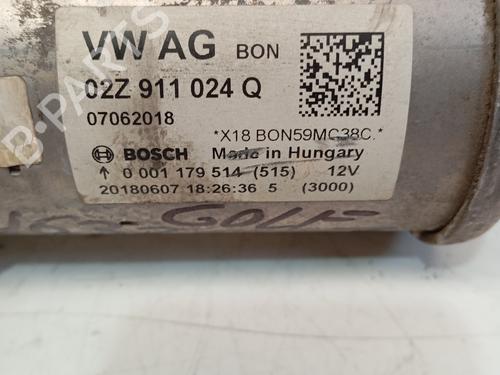 VW AG BON
02Z 911 024 Q
07062018
*X18 BON59MC38C.*
BOSCH Made in Hungary
↑ 0 001 179 514 (515) 12V
20180607 18:26:36 5 (3000)
GOLF